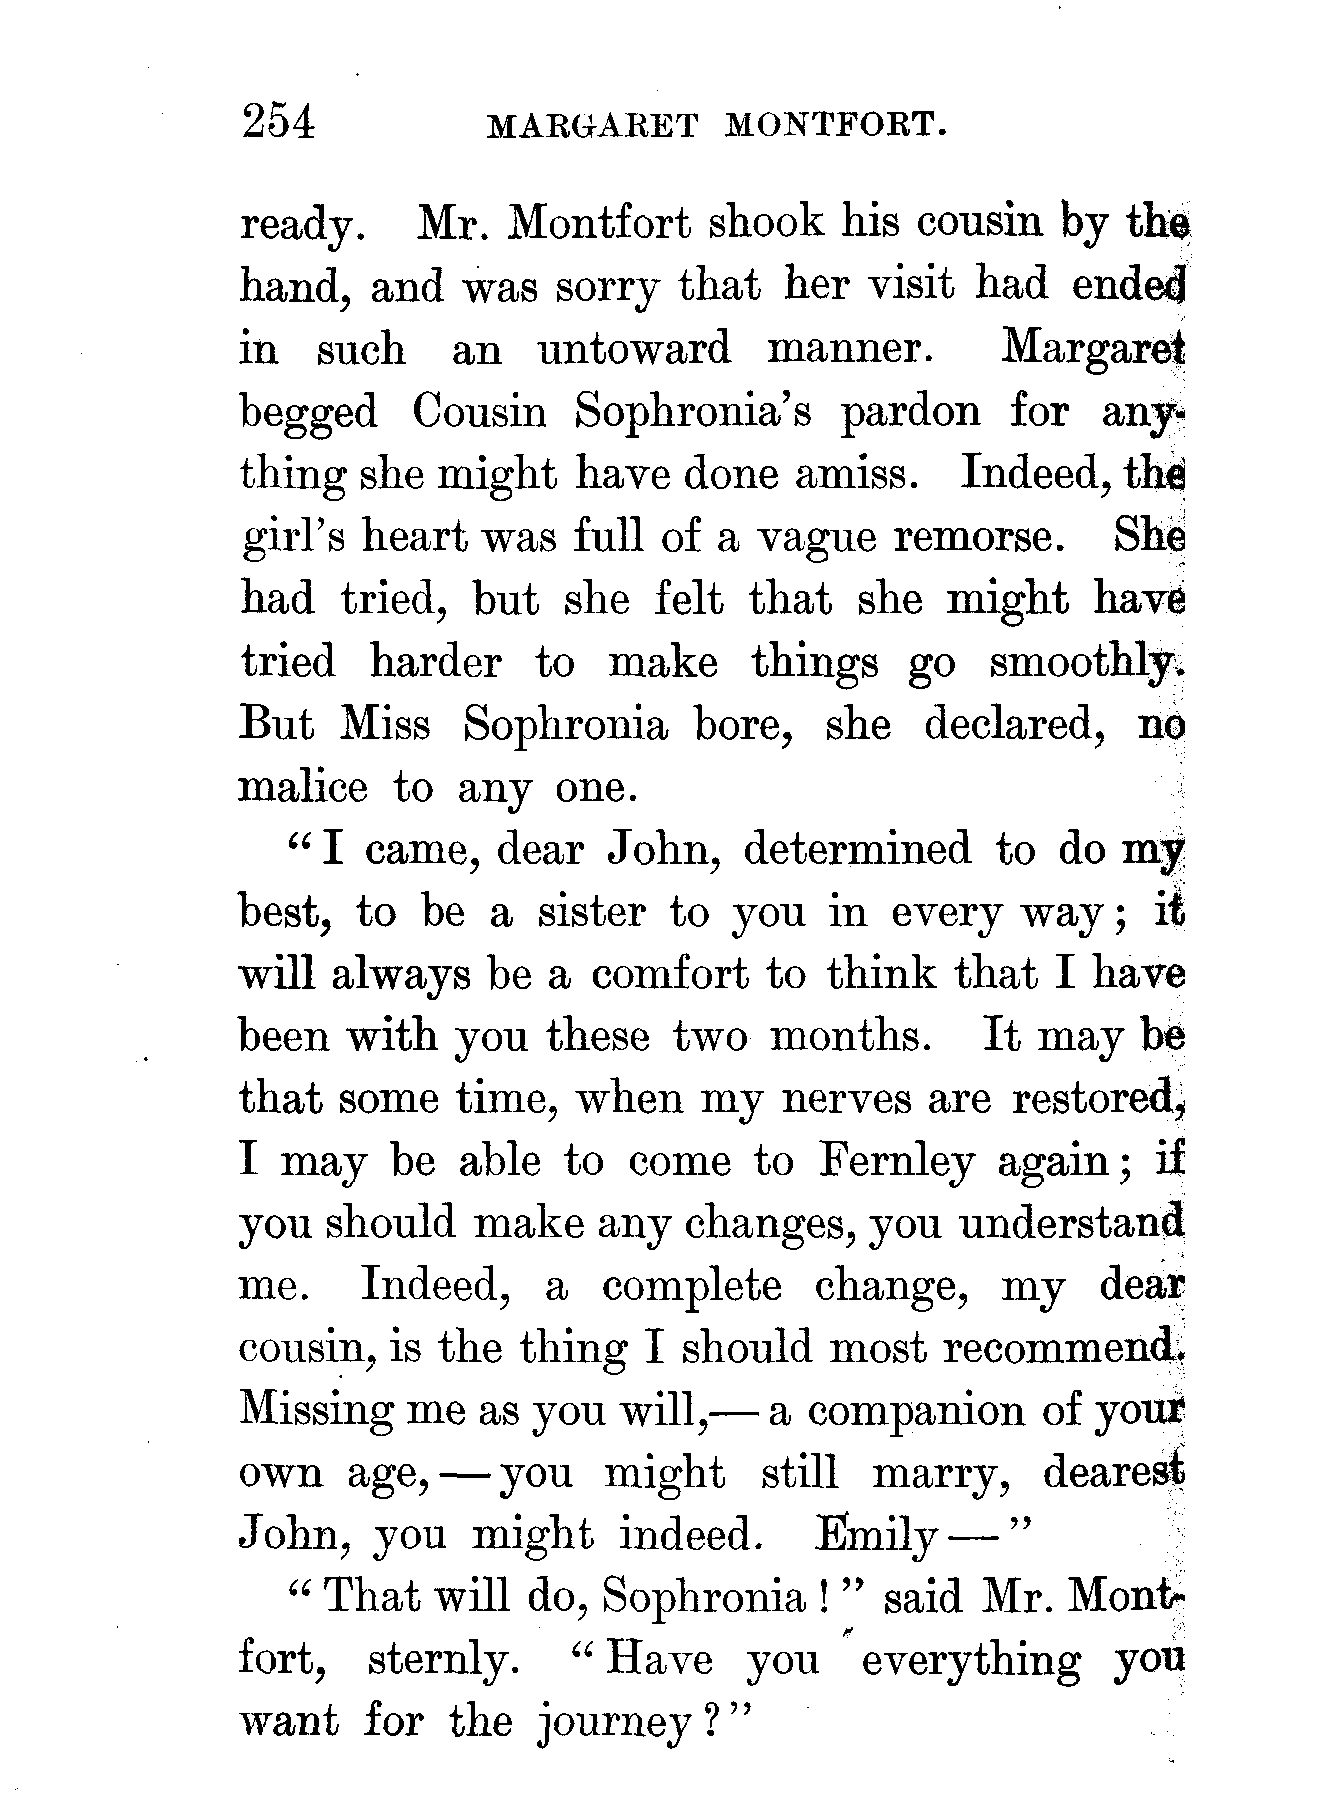 254 MARGARET MONTFORT.
ready. Mr. Montfort shook his cousin by the
hand, and was sorry that her visit had ended
in such an untoward manner. Margaret
begged Cousin Sophronia's pardon for any-
thing she might have done amiss. Indeed, the
girl's heart was full of a vague remorse. She
had tried, but she felt that she might have
tried harder to make things go smoothly.
But Miss Sophronia bore, she declared, no
malice to any one.
"I came, dear John, determined to do my
best, to be a sister to you in every way; it
will always be a comfort to think that I have
been with you these two months. It may be
that some time, when my nerves are restored,
I may be able to come to Fernley again; if
you should make any changes, you understand
me. Indeed, a complete change, my dear
cousin, is the thing I should most recommend.
Missing me as you will,—a companion of your
own age,—you might still marry, dearest
John, you might indeed. Emily—"
"That will do, Sophronia!" said Mr. Mont-
fort, sternly. "Have you everything you
want for the journey?"